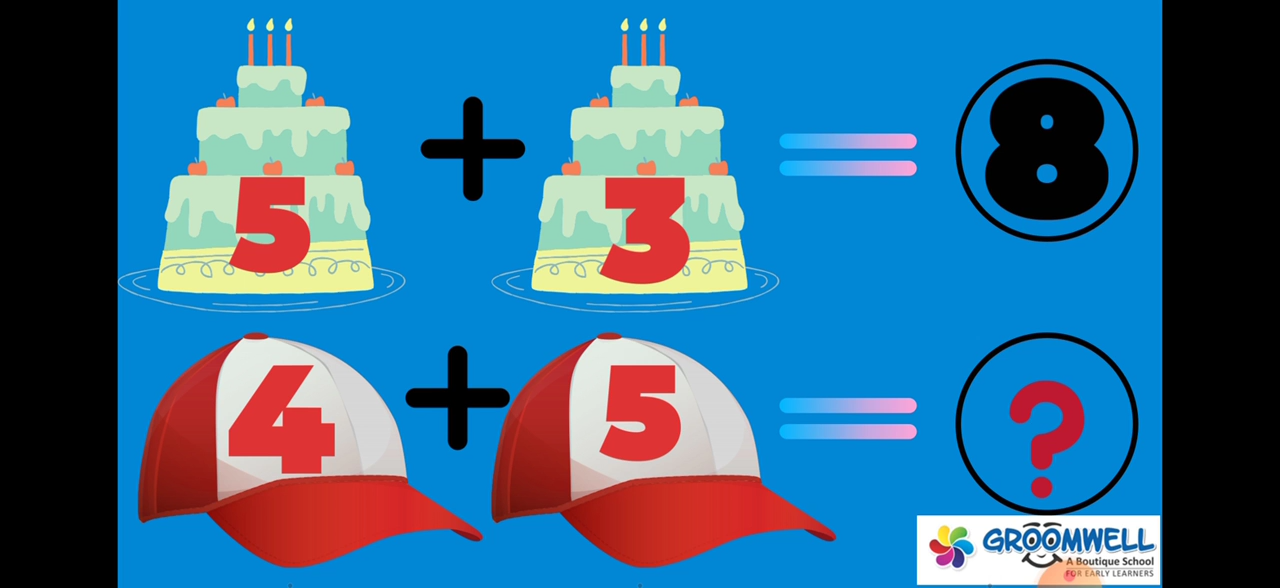 5 + 3 = 8
4 + 5 = ?
GROOMWELL
A Boutique School
FOR EARLY LEARNERS